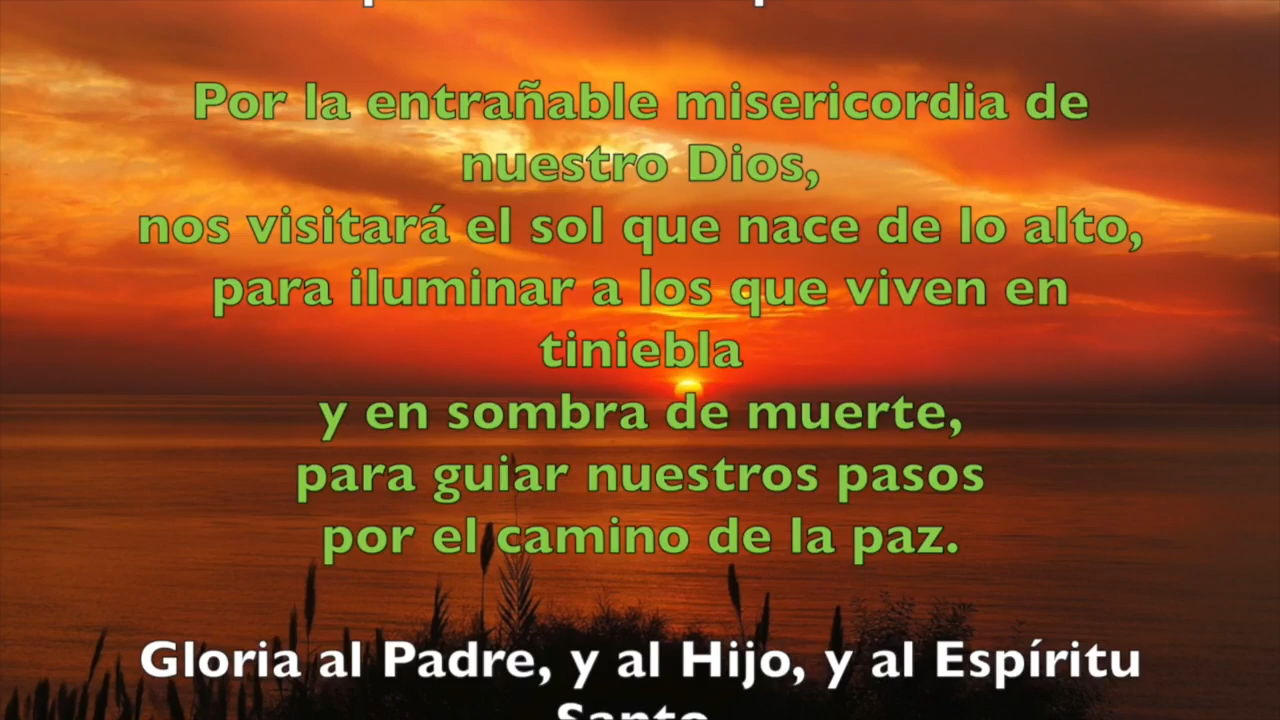 Por la entrañable misericordia de
nuestro Dios,
nos visitará el sol que nace de lo alto,
para iluminar a los que viven en
tiniebla
y en sombra de muerte,
para guiar nuestros pasos
por el camino de la paz.
Gloria al Padre, y al Hijo, y al Espíritu
Santo